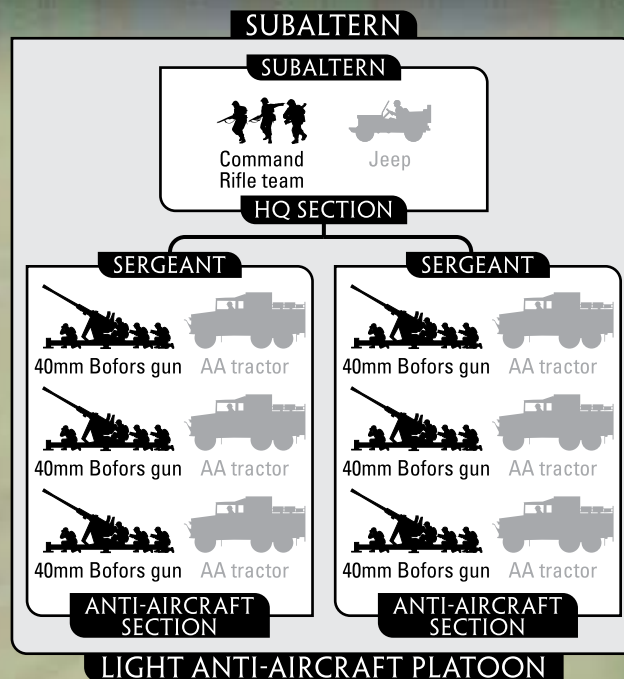 SUBALTERN
SUBALTERN
Command
Rifle team
Jeep
HQ SECTION
SERGEANT
40mm Bofors gun AA tractor
40mm Bofors gun AA tractor
40mm Bofors gun AA tractor
ANTI-AIRCRAFT
SECTION
SERGEANT
40mm Bofors gun AA tractor
40mm Bofors gun AA tractor
40mm Bofors gun AA tractor
ANTI-AIRCRAFT
SECTION
LIGHT ANTI-AIRCRAFT PLATOON